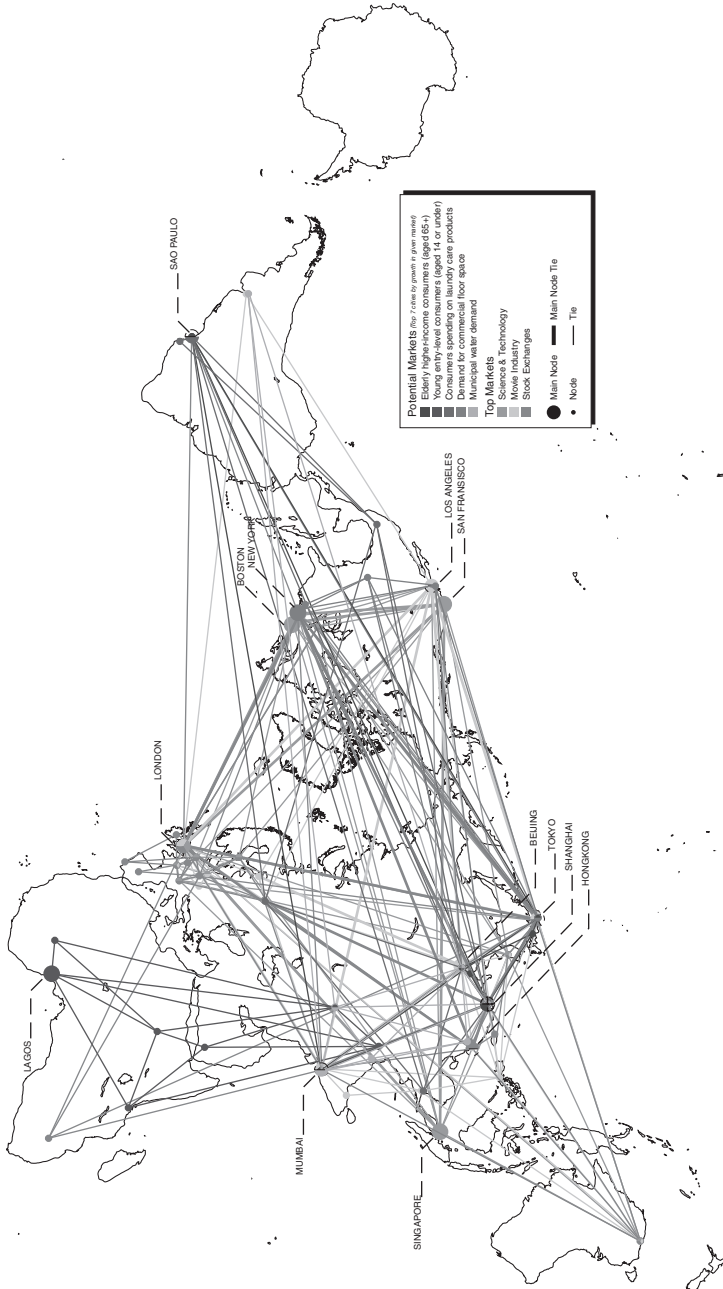 SAO PAULO
BOSTON
NEW YORK
LOS ANGELES
SAN FRANSISCO
LONDON
BEIJING
TOKYO
SHANGHAI
HONGKONG
LAGOS
MUMBAI
SINGAPORE
Potential Markets (top 7 cities by growth in given market)
Elderly higher-income consumers (aged 65+)
Young entry-level consumers (aged 14 or under)
Consumers spending on laundry care products
Demand for commercial floor space
Municipal water demand
Top Markets
Science & Technology
Movie Industry
Stock Exchanges
Main Node Main Node Tie
Node Tie